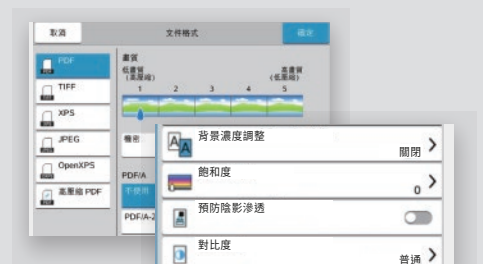 取消
文件格式
確定
PDF
畫質
低畫質 高畫質
(高壓縮) (低壓縮)
1 2 3 4 5
TIFF
XPS
JPEG
機密
OpenXPS
PDF/A
高壓縮 PDF
不使用
PDF/A-2
背景濃度調整
關閉
飽和度
0
預防陰影滲透
對比度
普通